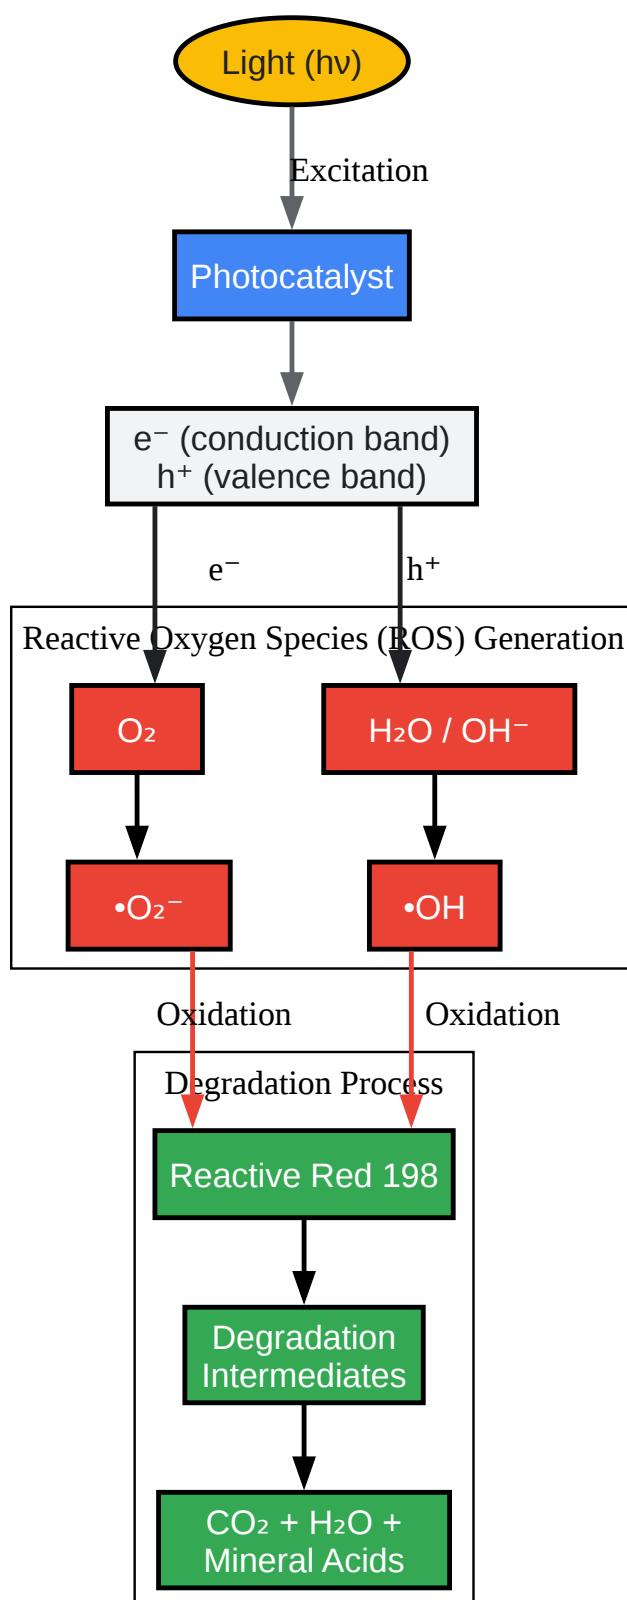 Light (hν)
Excitation
Photocatalyst
e⁻ (conduction band)
h⁺ (valence band)
e⁻
h⁺
Reactive Oxygen Species (ROS) Generation
O₂
H₂O / OH⁻
•O₂⁻
•OH
Oxidation
Oxidation
Degradation Process
Reactive Red 198
Degradation
Intermediates
CO₂ + H₂O +
Mineral Acids